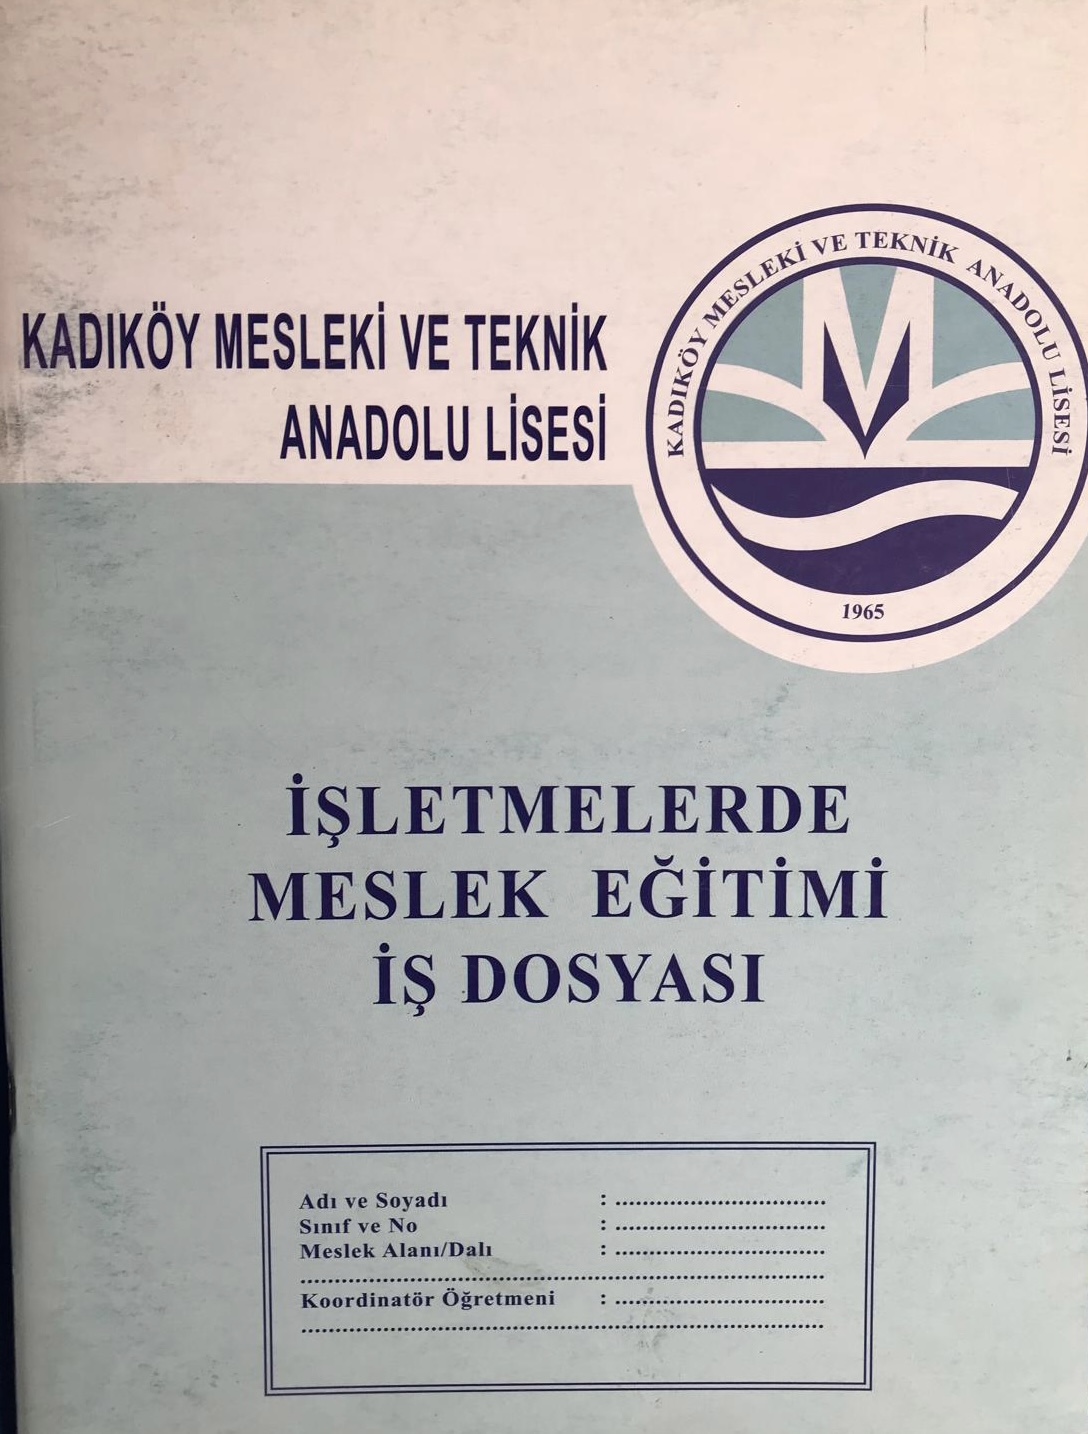 KADIKÖY MESLEKİ VE TEKNİK
ANADOLU LİSESİ
KADIKÖY MESLEKİ VE TEKNİK ANADOLU LİSESİ
1965
İŞLETMELERDE
MESLEK EĞİTİMİ
İŞ DOSYASI
Adı ve Soyadı : ...............................
Sınıf ve No : ...............................
Meslek Alanı/Dalı : ...............................
..............................................................................
Koordinatör Öğretmeni : ...............................
..............................................................................